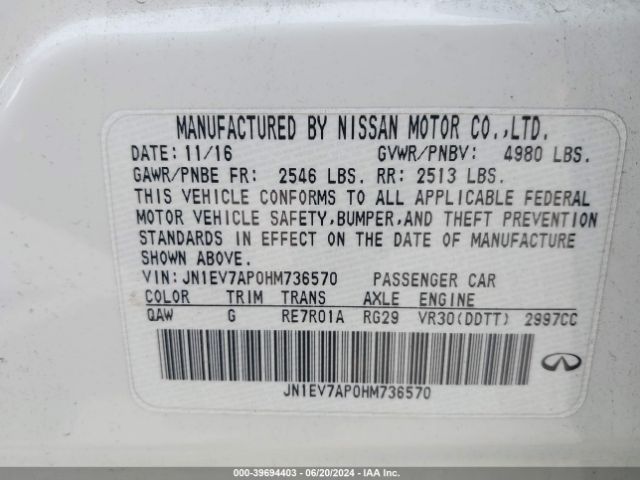 MANUFACTURED BY NISSAN MOTOR CO.,LTD.
DATE: 11/16 GVWR/PNBV: 4980 LBS.
GAWR/PNBE FR: 2546 LBS. RR: 2513 LBS.
THIS VEHICLE CONFORMS TO ALL APPLICABLE FEDERAL
MOTOR VEHICLE SAFETY,BUMPER,AND THEFT PREVENTION
STANDARDS IN EFFECT ON THE DATE OF MANUFACTURE
SHOWN ABOVE.
VIN:JN1EV7AP0HM736570 PASSENGER CAR
COLOR TRIM TRANS AXLE ENGINE
QAW G RE7R01A RG29 VR30(DDTT) 2997CC
JN1EV7AP0HM736570
000-39694403 - 06/20/2024 - IAA Inc.